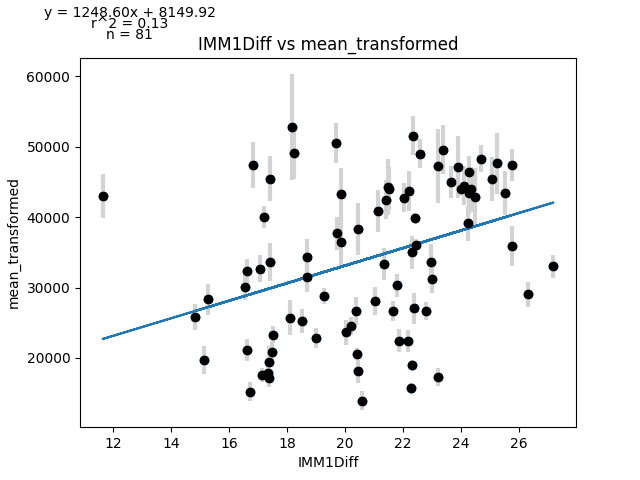 y = 1248.60x + 8149.92
r^2 = 0.13
n = 81
IMM1Diff vs mean_transformed
60000
50000
40000
30000
20000
mean_transformed
12 14 16 18 20 22 24 26
IMM1Diff